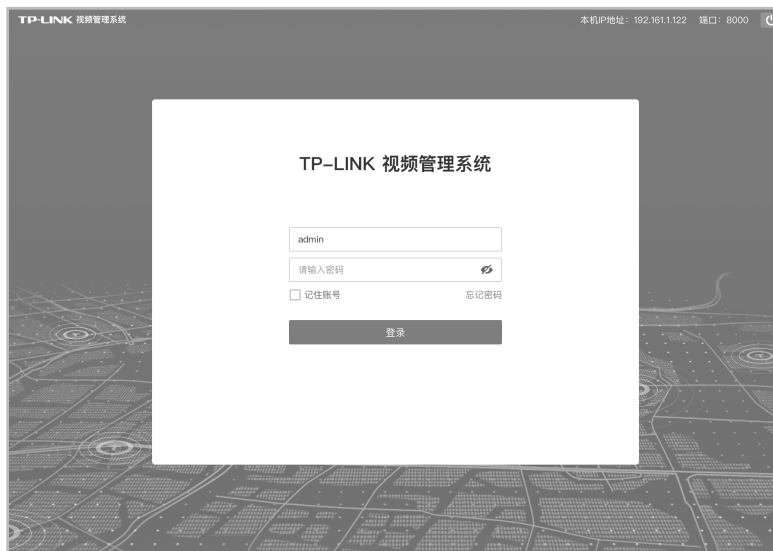 TP-LINK 视频管理系统
本机IP地址：192.161.1.122 端口：8000
TP-LINK 视频管理系统
admin
请输入密码
记住账号 忘记密码
登录